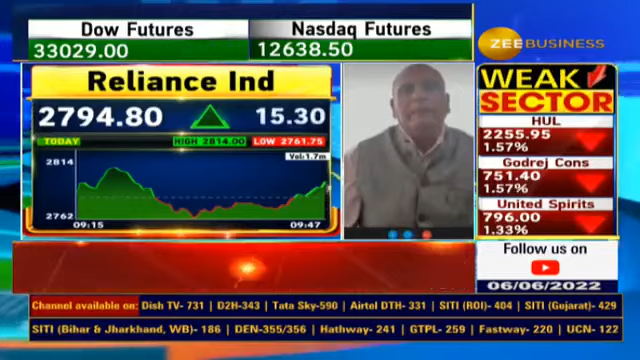 Dow Futures
33029.00
Nasdaq Futures
12638.50
ZEE BUSINESS
Reliance Ind
2794.80 15.30
TODAY HIGH 2814.00 LOW 2761.75
Vol:1.7m
2814
2762
09:15 09:47
WEAK
SECTOR
HUL
2255.95
1.57%
Godrej Cons
751.40
1.57%
United Spirits
796.00
1.33%
Follow us on
06/06/2022
Channel available on: Dish TV- 731 | D2H-343 | Tata Sky-590 | Airtel DTH- 331 | SITI (ROI)- 404 | SITI (Gujarat)- 429
SITI (Bihar & Jharkhand, WB)- 186 | DEN-355/356 | Hathway- 241 | GTPL- 259 | Fastway- 220 | UCN- 122